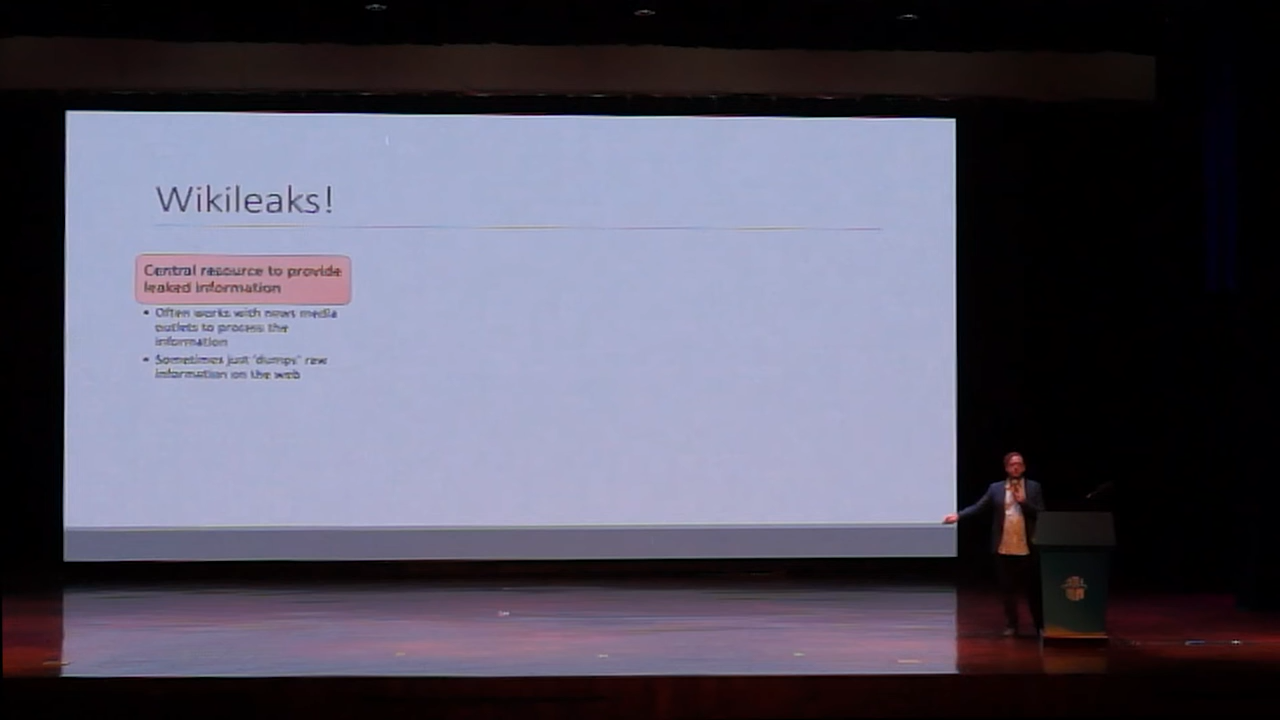 Wikileaks!
Central resource to provide
leaked information
• Often works with news media
outlets to process the
information
• Sometimes just 'dumps' raw
information on the web